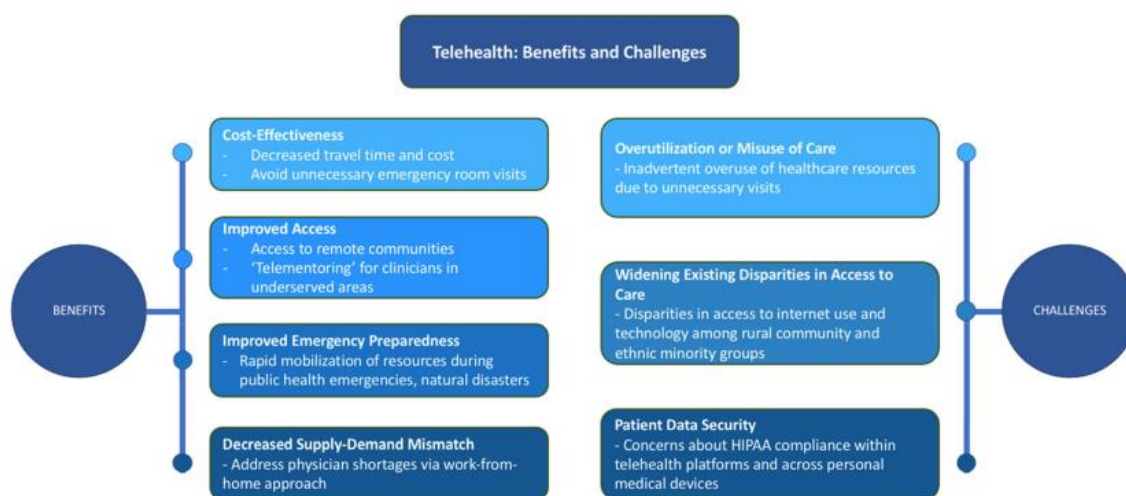 Telehealth: Benefits and Challenges
BENEFITS
Cost-Effectiveness
- Decreased travel time and cost
- Avoid unnecessary emergency room visits
Improved Access
- Access to remote communities
- ‘Telementoring’ for clinicians in
underserved areas
Improved Emergency Preparedness
- Rapid mobilization of resources during
public health emergencies, natural disasters
Decreased Supply-Demand Mismatch
- Address physician shortages via work-from-
home approach
CHALLENGES
Overutilization or Misuse of Care
- Inadvertent overuse of healthcare resources
due to unnecessary visits
Widening Existing Disparities in Access to
Care
- Disparities in access to internet use and
technology among rural community and
ethnic minority groups
Patient Data Security
- Concerns about HIPAA compliance within
telehealth platforms and across personal
medical devices